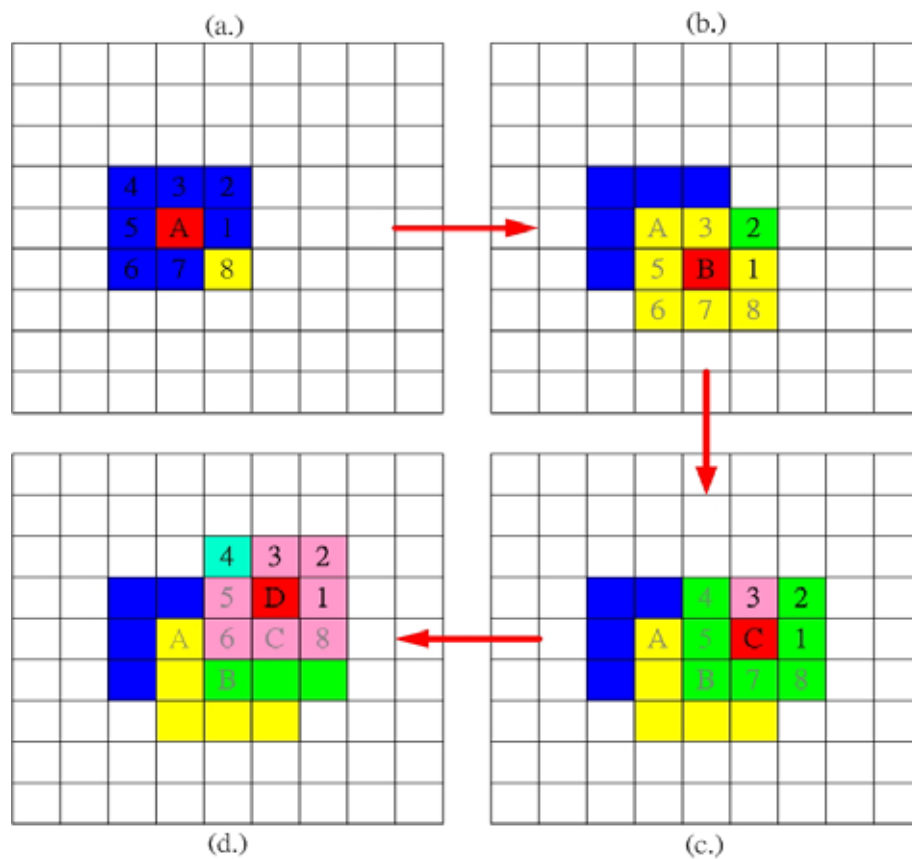 (a.)
4 3 2
5 A 1
6 7 8
(b.)
A 3 2
5 B 1
6 7 8
4 3 2
5 D 1
A 6 C 8
B
(d.)
4 3 2
A 5 C 1
B 7 8
(c.)